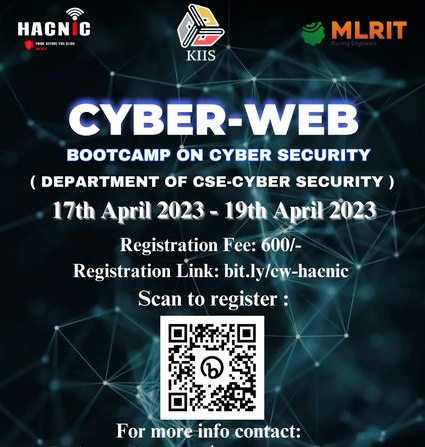 HACNiC
THINK BEFORE YOU CLICK
KIIS
MLRIT
CYBER-WEB
BOOTCAMP ON CYBER SECURITY
( DEPARTMENT OF CSE-CYBER SECURITY )
17th April 2023 - 19th April 2023
Registration Fee: 600/-
Registration Link: bit.ly/cw-hacnic
Scan to register :
For more info contact: